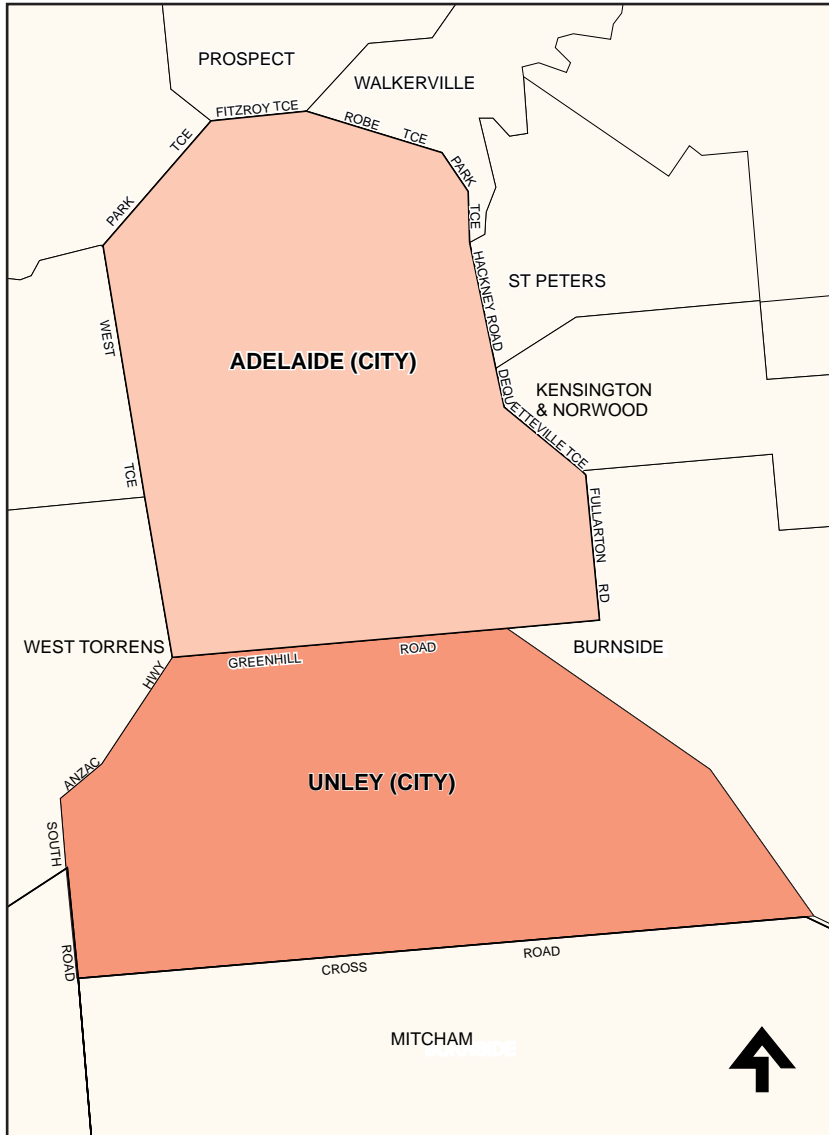 PROSPECT
WALKERVILLE
FITZROY TCE
ROBE TCE
PARK TCE
PARK TCE
HACKNEY ROAD
ST PETERS
WEST TCE
ADELAIDE (CITY)
DEQUETTEVILLE TCE
KENSINGTON
& NORWOOD
FULLARTON RD
WEST TORRENS
GREENHILL ROAD
BURNSIDE
ANZAC HWY
UNLEY (CITY)
SOUTH ROAD
CROSS ROAD
MITCHAM